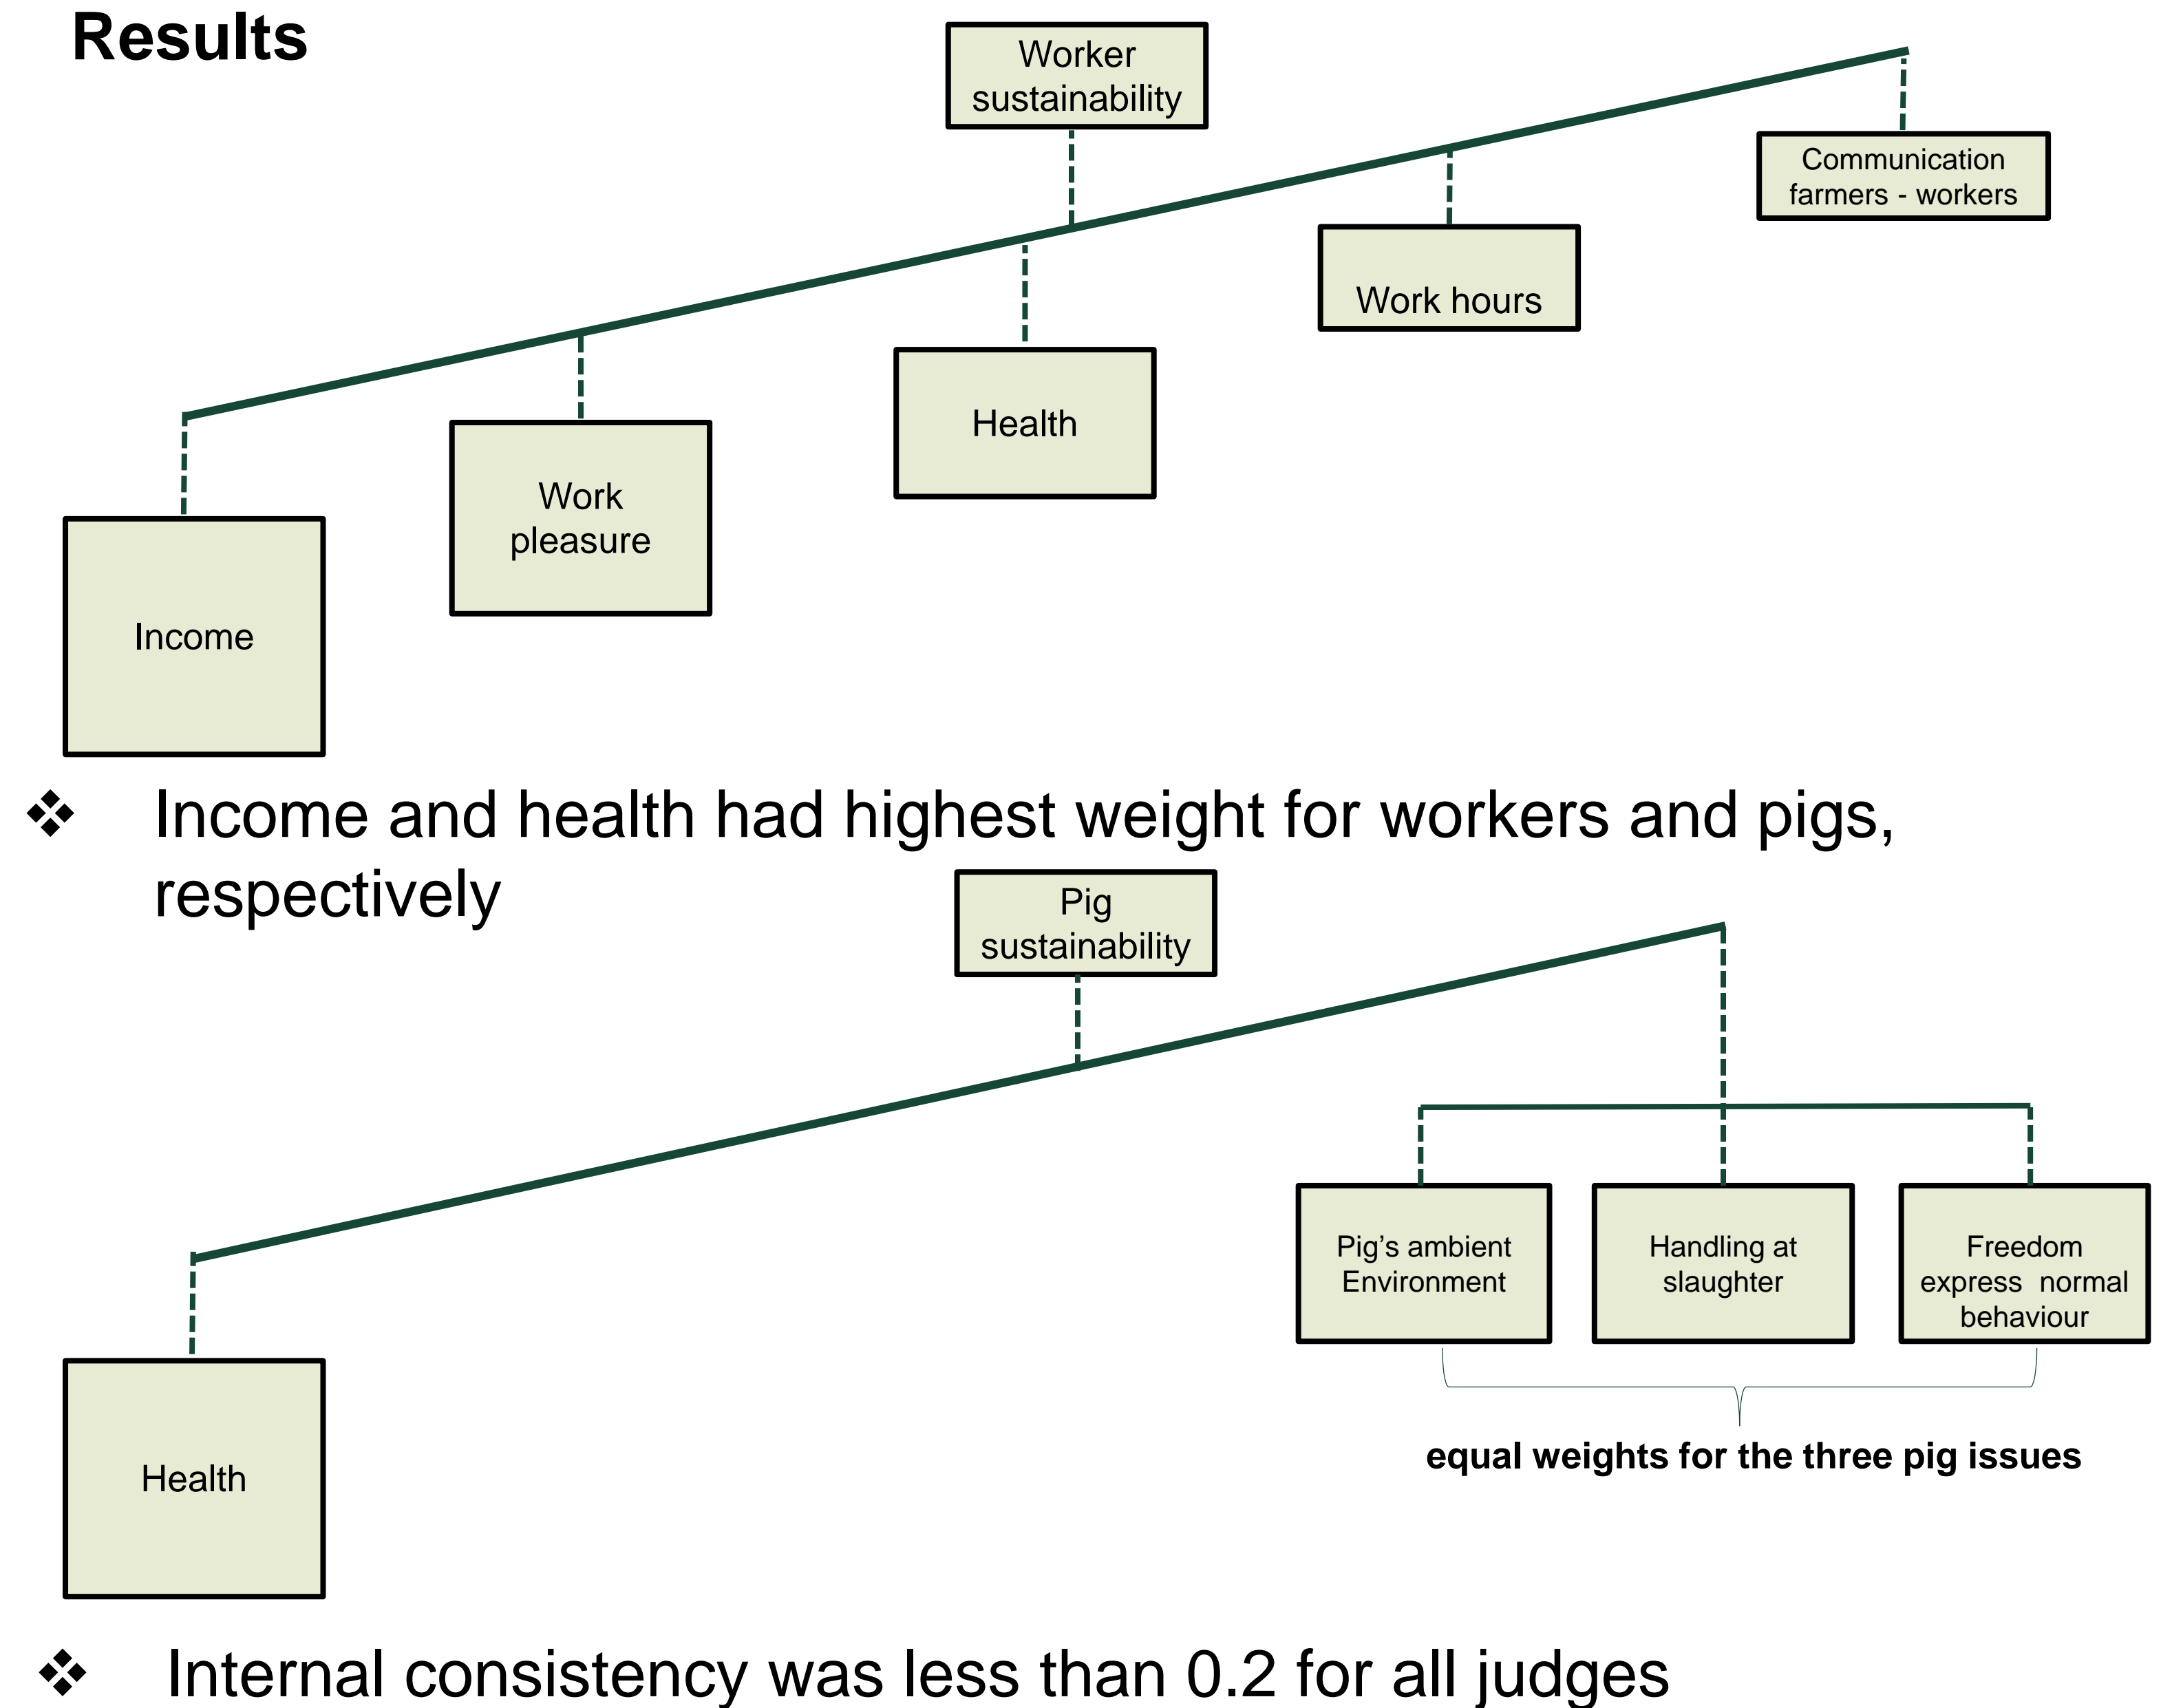 Results
Worker
sustainability
Communication
farmers - workers
Work hours
Health
Work
pleasure
Income
❖ Income and health had highest weight for workers and pigs,
respectively
Pig
sustainability
Pig’s ambient
Environment
Handling at
slaughter
Freedom
express normal
behaviour
equal weights for the three pig issues
Health
❖ Internal consistency was less than 0.2 for all judges